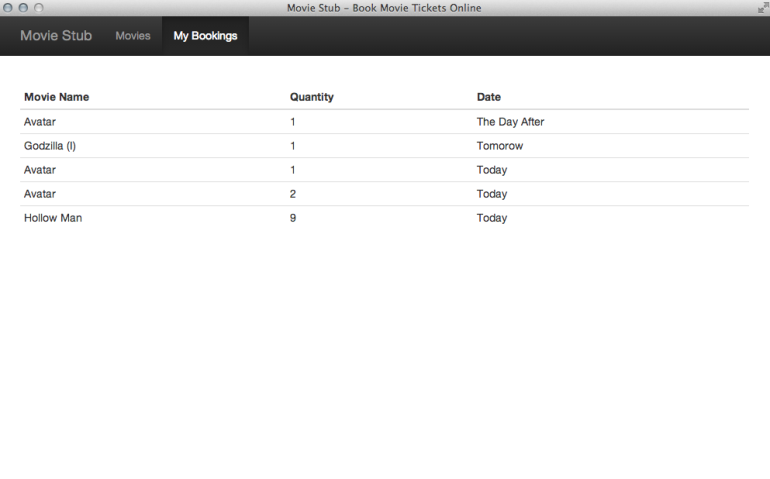 Movie Stub – Book Movie Tickets Online
Movie Stub Movies My Bookings
Movie Name Quantity Date
Avatar 1 The Day After
Godzilla (I) 1 Tomorow
Avatar 1 Today
Avatar 2 Today
Hollow Man 9 Today